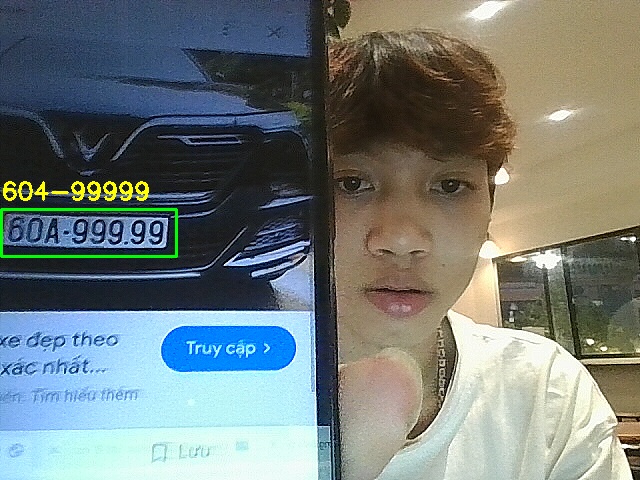 604-99999
60A-999.99
xe đẹp theo
xác nhất...
Truy cập >
Tìm hiểu thêm
Lưu